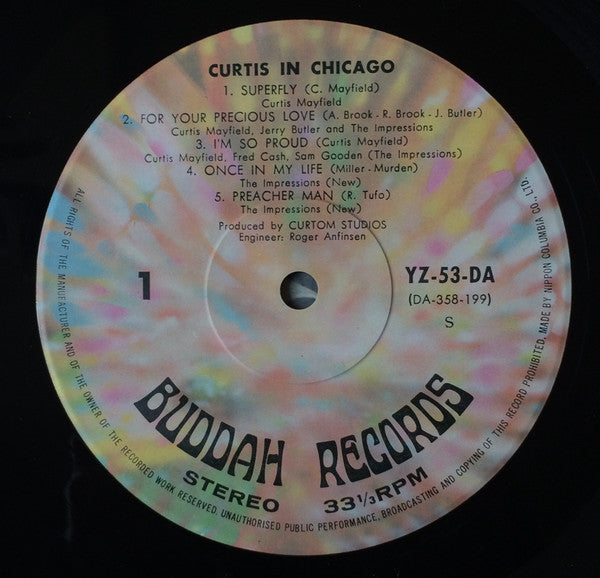 CURTIS IN CHICAGO
1. SUPERFLY (C. Mayfield)
Curtis Mayfield
2. FOR YOUR PRECIOUS LOVE (A. Brook - R. Brook - J. Butler)
Curtis Mayfield, Jerry Butler and The Impressions
3. I'M SO PROUD (Curtis Mayfield)
Curtis Mayfield, Fred Cash, Sam Gooden (The Impressions)
4. ONCE IN MY LIFE (Miller - Murden)
The Impressions (New)
5. PREACHER MAN (R. Tufo)
The Impressions (New)
Produced by CURTOM STUDIOS
Engineer: Roger Anfinsen
1
YZ-53-DA
(DA-358-199)
S
BUDDAH RECORDS
STEREO 33⅓RPM
ALL RIGHTS OF THE MANUFACTURER AND OF THE OWNER OF THE RECORDED WORK RESERVED, UNAUTHORISED PUBLIC PERFORMANCE, BROADCASTING AND COPYING OF THIS RECORD PROHIBITED, MADE BY NIPPON COLUMBIA CO., LTD.